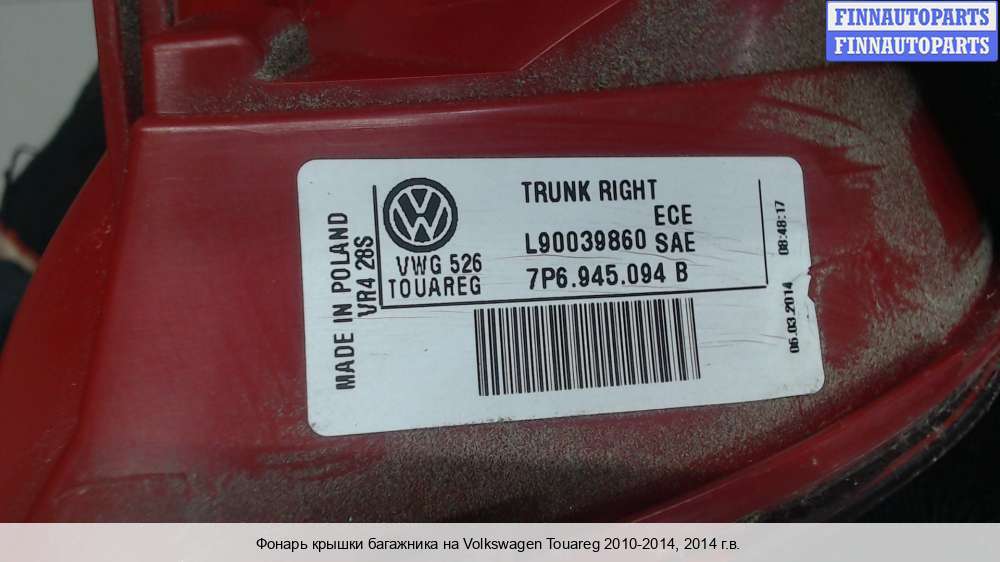 FINNAUTOPARTS
FINNAUTOPARTS
MADE IN POLAND
VR4 28S
VWG 526
TOUAREG
TRUNK RIGHT
ECE
L90039860 SAE
7P6.945.094 B
06.03.2014 08:48:17
Фонарь крышки багажника на Volkswagen Touareg 2010-2014, 2014 г.в.